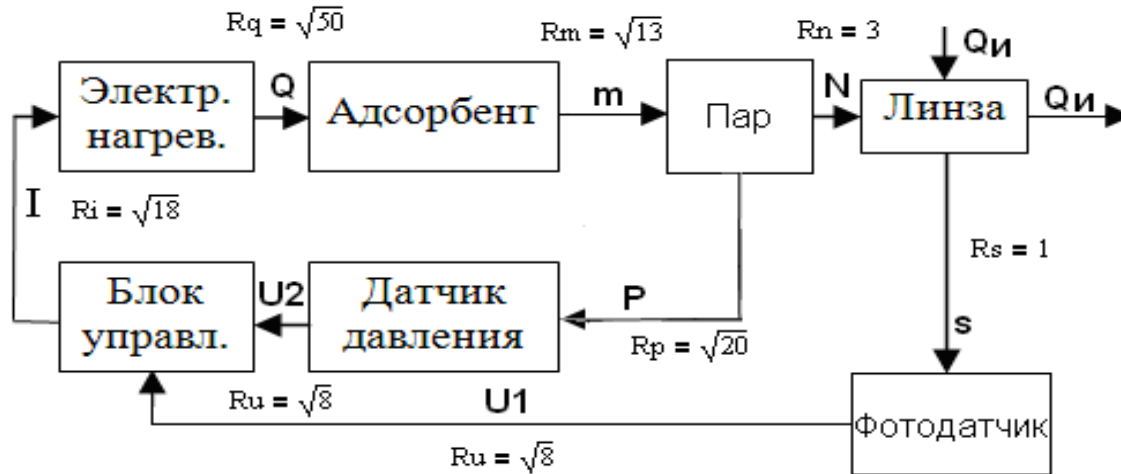 Rq = √50
Rm = √13
Rn = 3
Qи
Электр.
нагрев.
Q
Адсорбент
m
Пар
N
Линза
Qи
I
Ri = √18
Rs = 1
Блок
управл.
U2
Датчик
давления
P
Rp = √20
s
Ru = √8
U1
Фотодатчик
Ru = √8